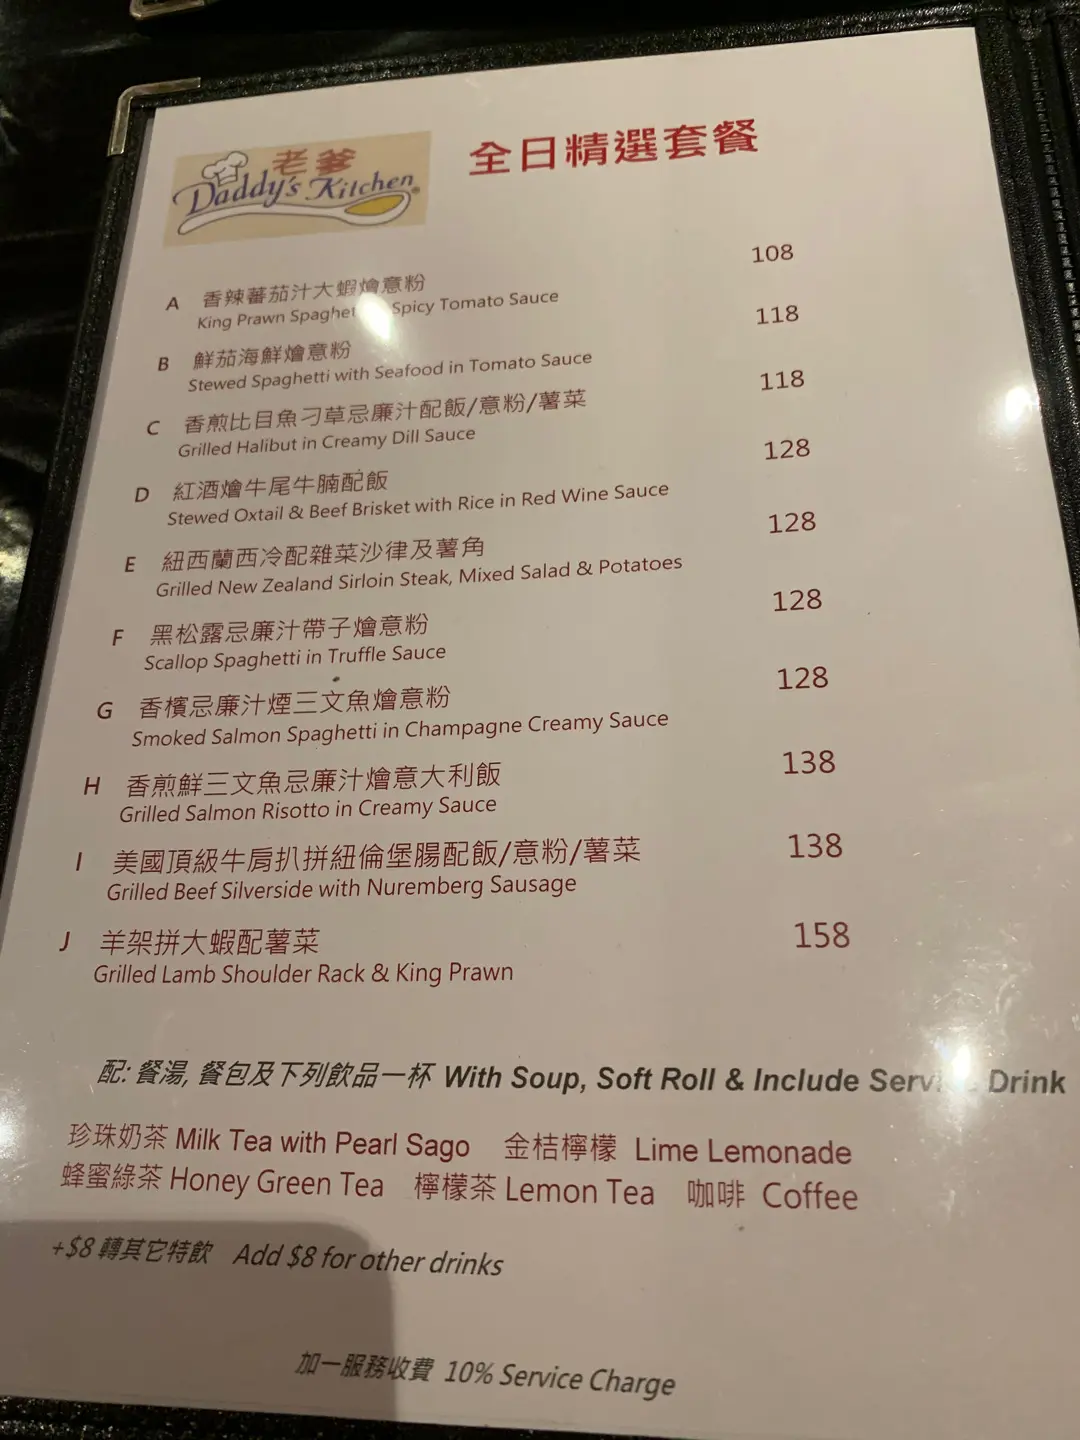 老爹
Daddy's Kitchen
全日精選套餐
A 香辣蕃茄汁大蝦燴意粉 108
King Prawn Spaghet Spicy Tomato Sauce
B 鮮茄海鮮燴意粉 118
Stewed Spaghetti with Seafood in Tomato Sauce
C 香煎比目魚刁草忌廉汁配飯/意粉/薯菜 118
Grilled Halibut in Creamy Dill Sauce
D 紅酒燴牛尾牛腩配飯 128
Stewed Oxtail & Beef Brisket with Rice in Red Wine Sauce
E 紐西蘭西冷配雜菜沙律及薯角 128
Grilled New Zealand Sirloin Steak, Mixed Salad & Potatoes
F 黑松露忌廉汁帶子燴意粉 128
Scallop Spaghetti in Truffle Sauce
G 香檳忌廉汁煙三文魚燴意粉 128
Smoked Salmon Spaghetti in Champagne Creamy Sauce
H 香煎鮮三文魚忌廉汁燴意大利飯 138
Grilled Salmon Risotto in Creamy Sauce
I 美國頂級牛肩扒拼紐倫堡腸配飯/意粉/薯菜 138
Grilled Beef Silverside with Nuremberg Sausage
J 羊架拼大蝦配薯菜 158
Grilled Lamb Shoulder Rack & King Prawn
配: 餐湯, 餐包及下列飲品一杯 With Soup, Soft Roll & Include Drink
珍珠奶茶 Milk Tea with Pearl Sago 金桔檸檬 Lime Lemonade
蜂蜜綠茶 Honey Green Tea 檸檬茶 Lemon Tea 咖啡 Coffee
+$8 轉其它特飲 Add $8 for other drinks
加一服務收費 10% Service Charge